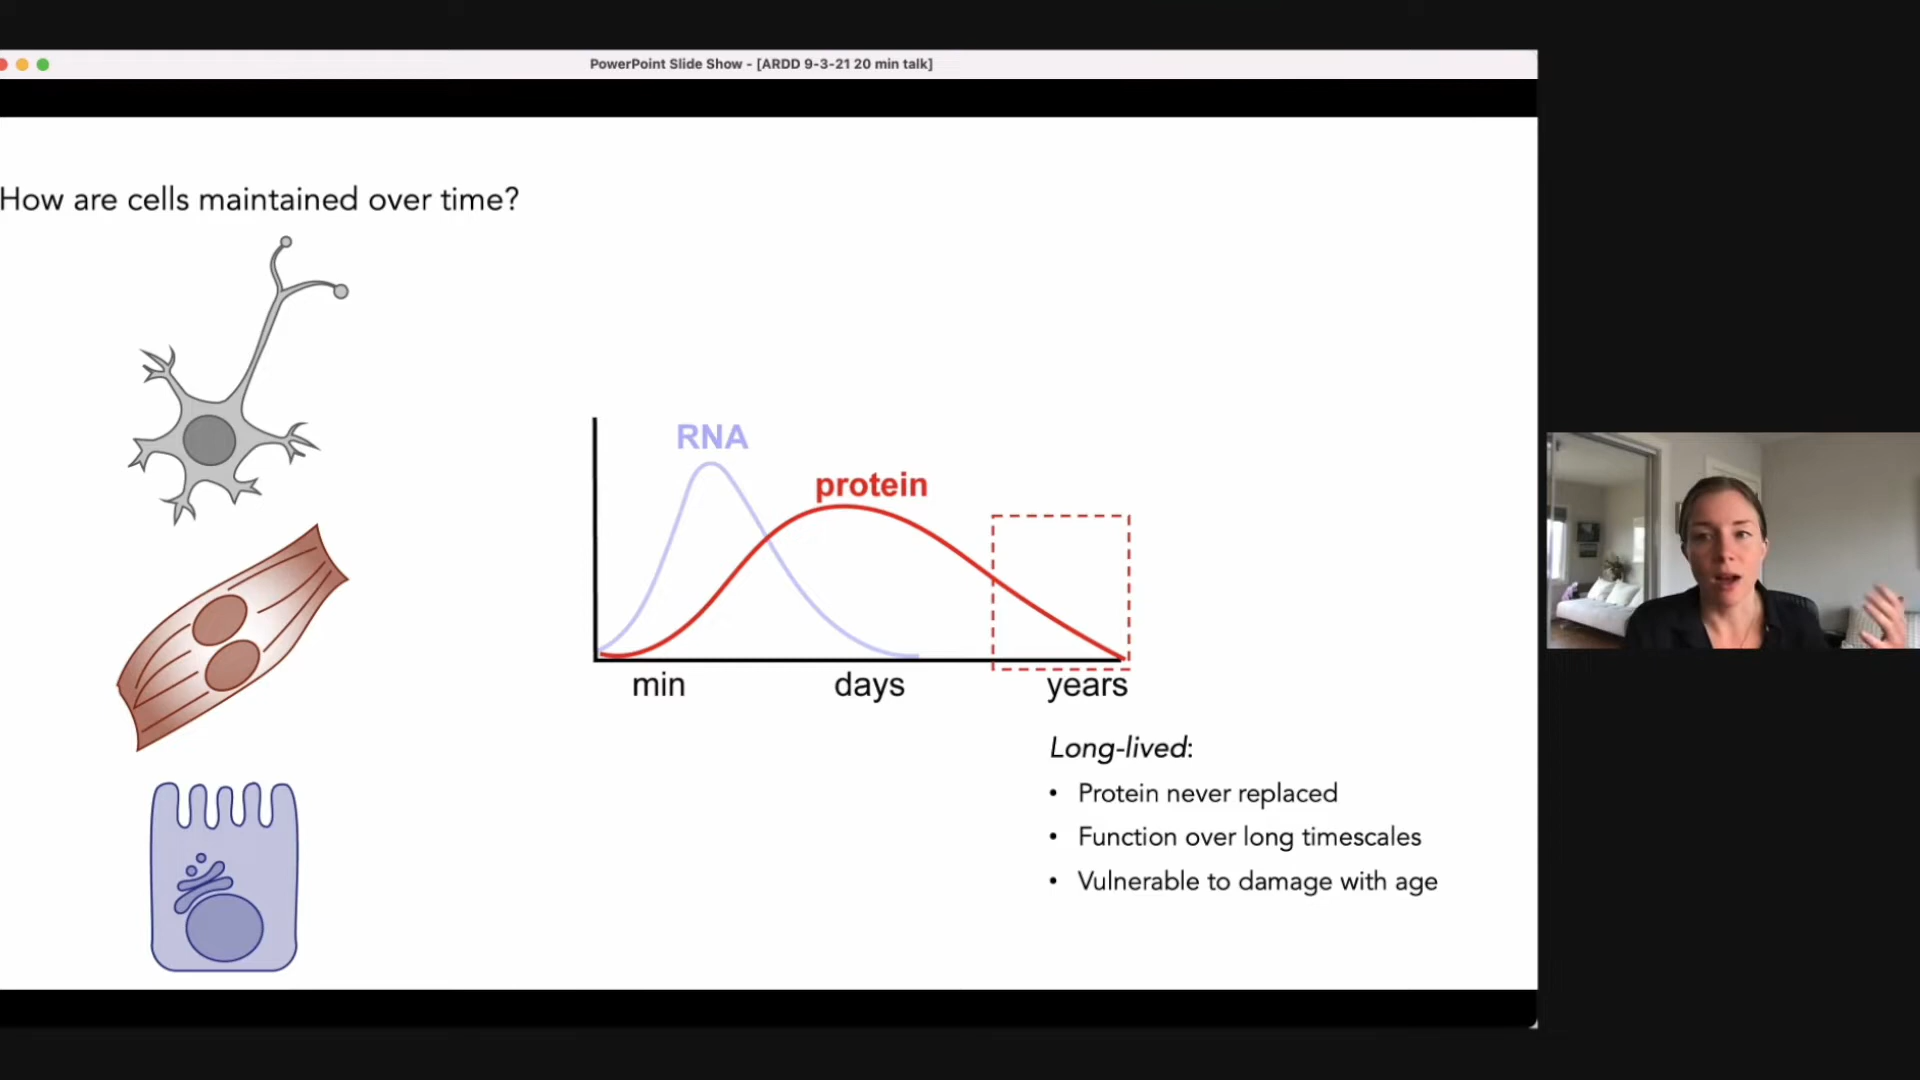 PowerPoint Slide Show - [ARDD 9-3-21 20 min talk]
How are cells maintained over time?
RNA
protein
min days years
Long-lived:
• Protein never replaced
• Function over long timescales
• Vulnerable to damage with age